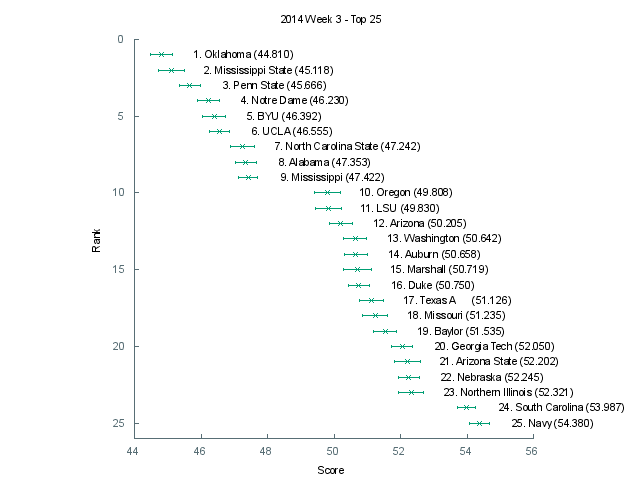 2014 Week 3 - Top 25
0
1. Oklahoma (44.810)
2. Mississippi State (45.118)
3. Penn State (45.666)
4. Notre Dame (46.230)
5
5. BYU (46.392)
6. UCLA (46.555)
7. North Carolina State (47.242)
8. Alabama (47.353)
9. Mississippi (47.422)
10
10. Oregon (49.808)
11. LSU (49.830)
12. Arizona (50.205)
13. Washington (50.642)
Rank
14. Auburn (50.658)
15
15. Marshall (50.719)
16. Duke (50.750)
17. Texas A (51.126)
18. Missouri (51.235)
19. Baylor (51.535)
20
20. Georgia Tech (52.050)
21. Arizona State (52.202)
22. Nebraska (52.245)
23. Northern Illinois (52.321)
24. South Carolina (53.987)
25
25. Navy (54.380)
44 46 48 50 52 54 56
Score